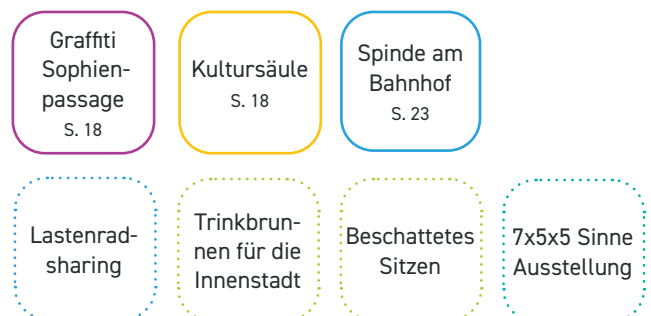 Graffiti
Sophien-
passage
S. 18
Kultursäule
S. 18
Spinde am
Bahnhof
S. 23
Lastenrad-
sharing
Trinkbrun-
nen für die
Innenstadt
Beschattetes
Sitzen
7x5x5 Sinne
Ausstellung